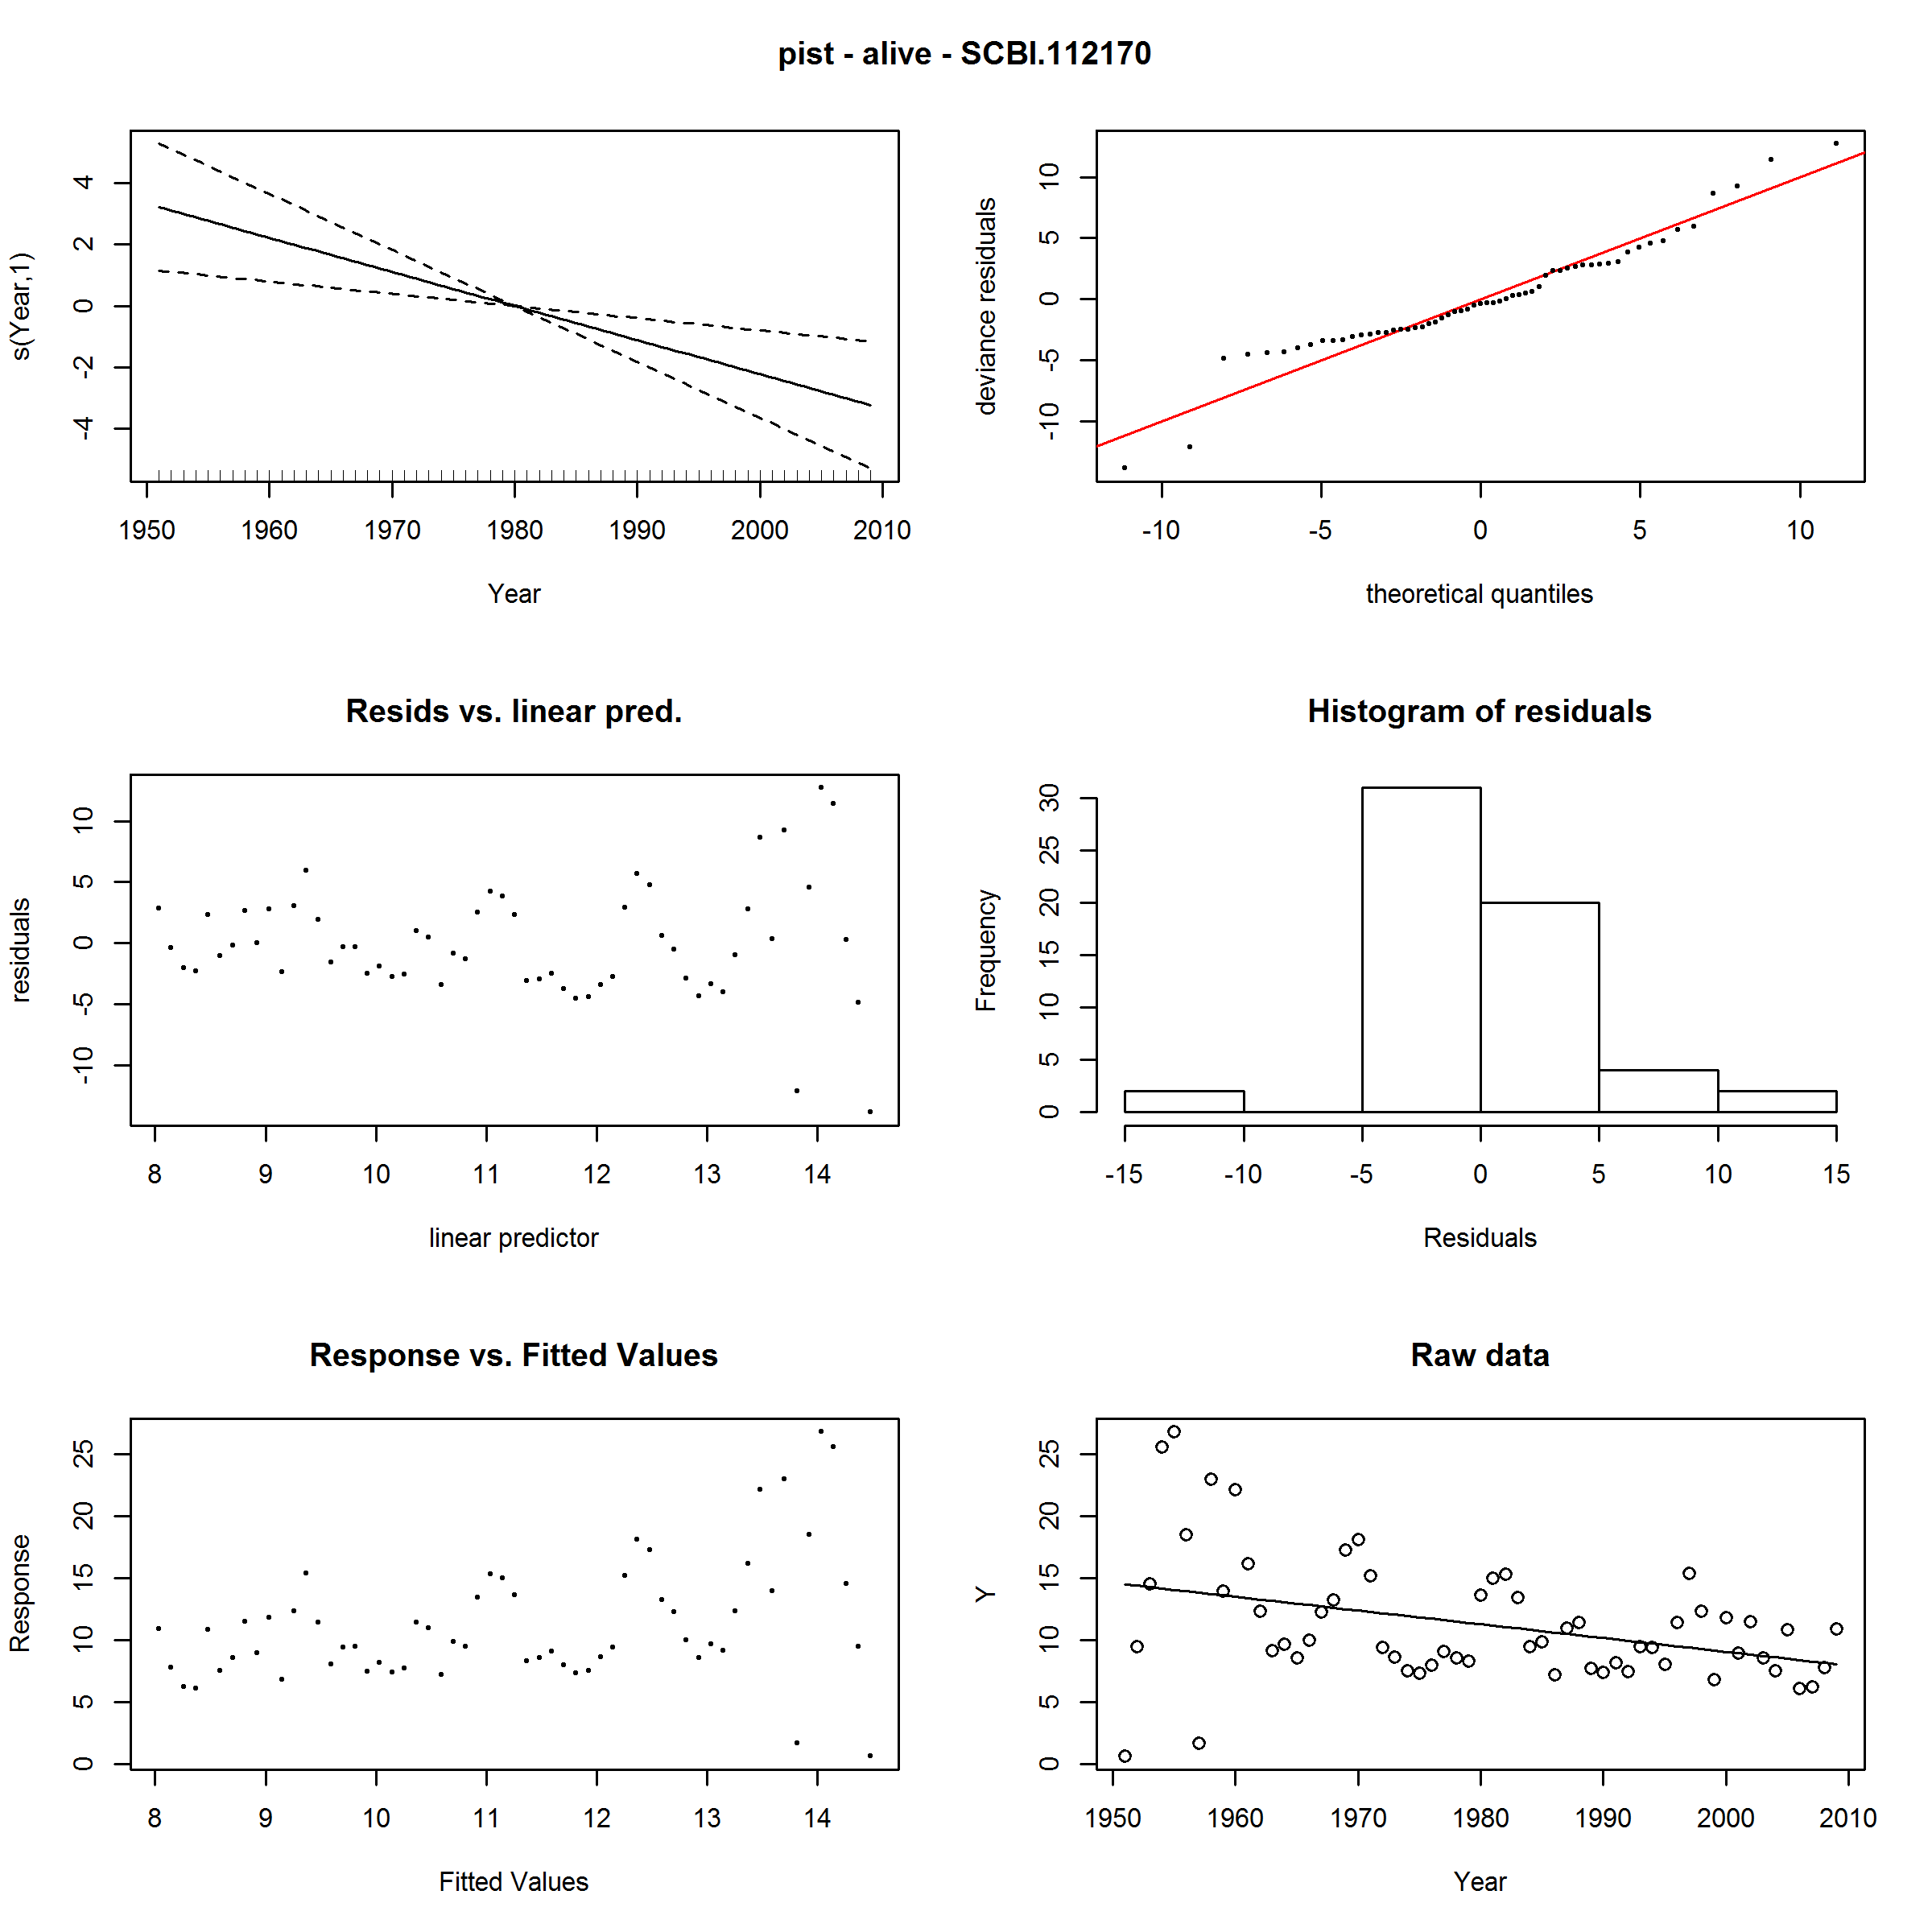 pist - alive - SCBI.112170
s(Year,1)
4
2
0
-2
-4
1950 1960 1970 1980 1990 2000 2010
Year
deviance residuals
10
5
0
-5
-10
-10 -5 0 5 10
theoretical quantiles
Resids vs. linear pred.
residuals
10
5
0
-5
-10
8 9 10 11 12 13 14
linear predictor
Histogram of residuals
Frequency
30
25
20
15
10
5
0
-15 -10 -5 0 5 10 15
Residuals
Response vs. Fitted Values
Response
25
20
15
10
5
0
8 9 10 11 12 13 14
Fitted Values
Raw data
Y
25
20
15
10
5
0
1950 1960 1970 1980 1990 2000 2010
Year